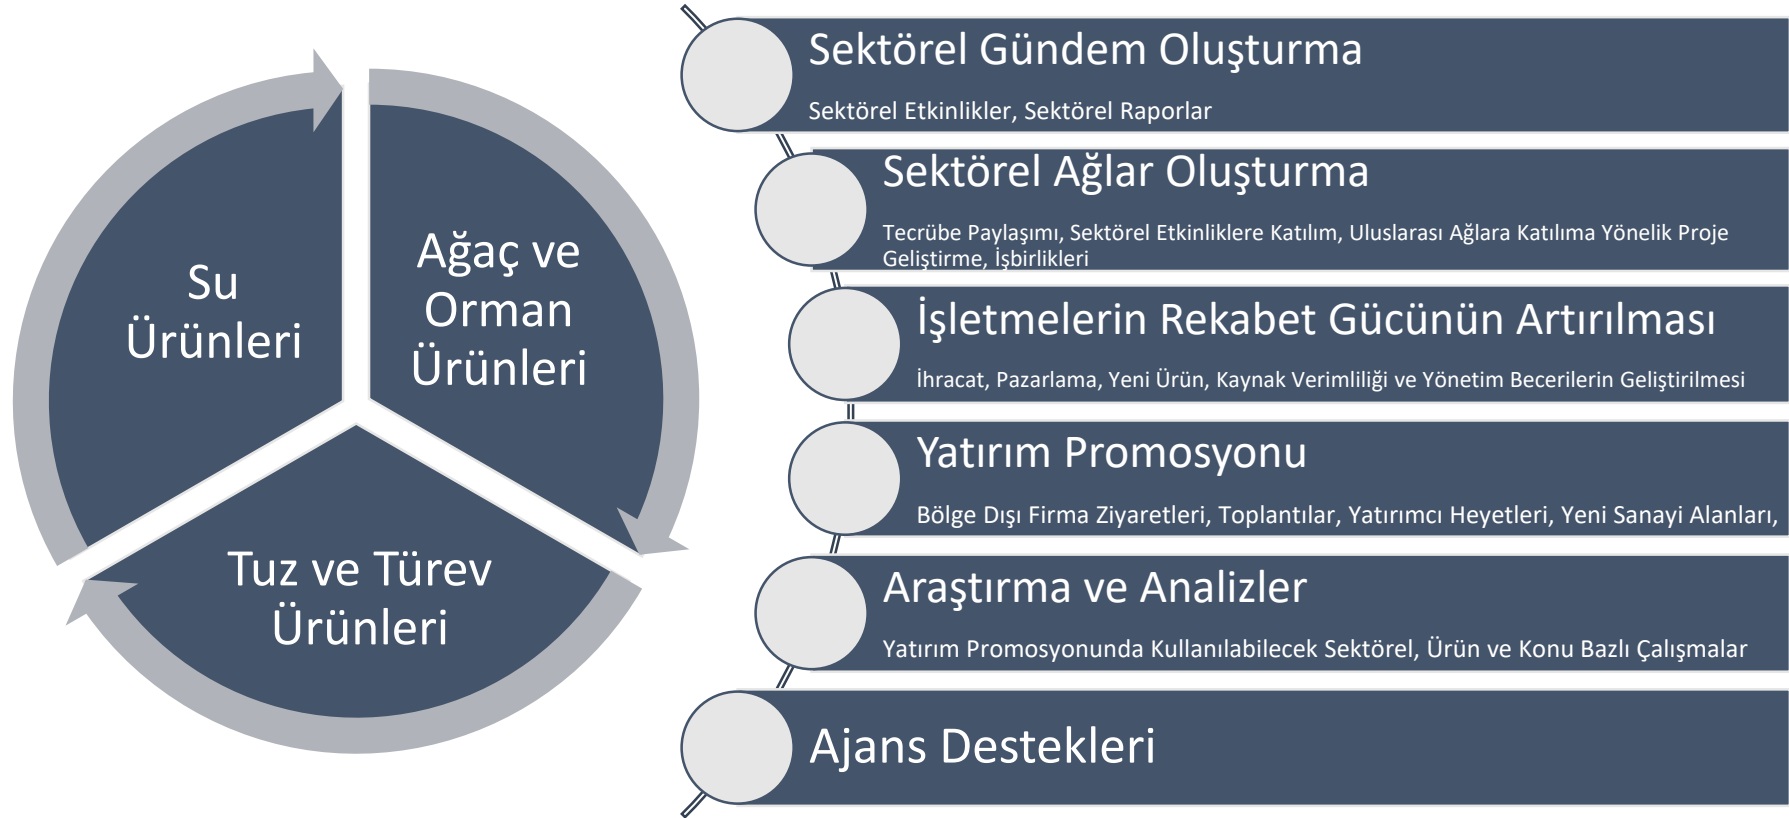 Su
Ürünleri
Ağaç ve
Orman
Ürünleri
Tuz ve Türev
Ürünleri
Sektörel Gündem Oluşturma
Sektörel Etkinlikler, Sektörel Raporlar
Sektörel Ağlar Oluşturma
Tecrübe Paylaşımı, Sektörel Etkinliklere Katılım, Uluslarası Ağlara Katılıma Yönelik Proje
Geliştirme, İşbirlikleri
İşletmelerin Rekabet Gücünün Artırılması
İhracat, Pazarlama, Yeni Ürün, Kaynak Verimliliği ve Yönetim Becerilerin Geliştirilmesi
Yatırım Promosyonu
Bölge Dışı Firma Ziyaretleri, Toplantılar, Yatırımcı Heyetleri, Yeni Sanayi Alanları,
Araştırma ve Analizler
Yatırım Promosyonunda Kullanılabilecek Sektörel, Ürün ve Konu Bazlı Çalışmalar
Ajans Destekleri